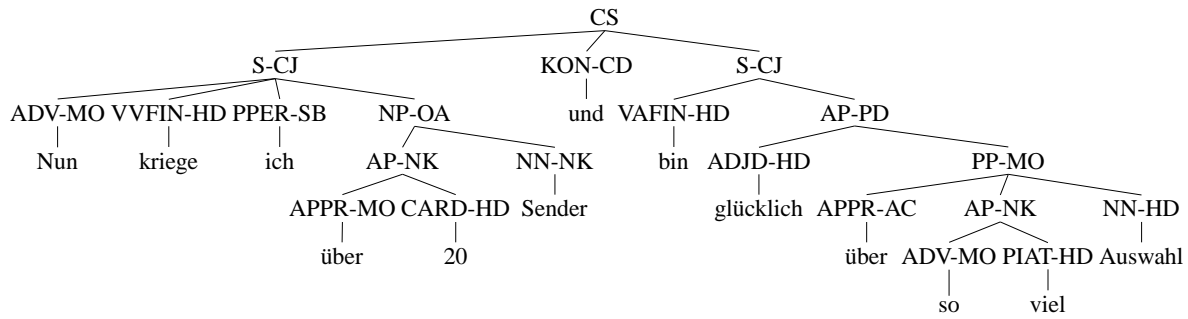 CS
S-CJ KON-CD S-CJ
ADV-MO VVFIN-HD PPER-SB NP-OA und VAFIN-HD AP-PD
Nun kriege ich AP-NK NN-NK bin ADJD-HD PP-MO
APPR-MO CARD-HD Sender glücklich APPR-AC AP-NK NN-HD
über 20 über ADV-MO PIAT-HD Auswahl
so viel